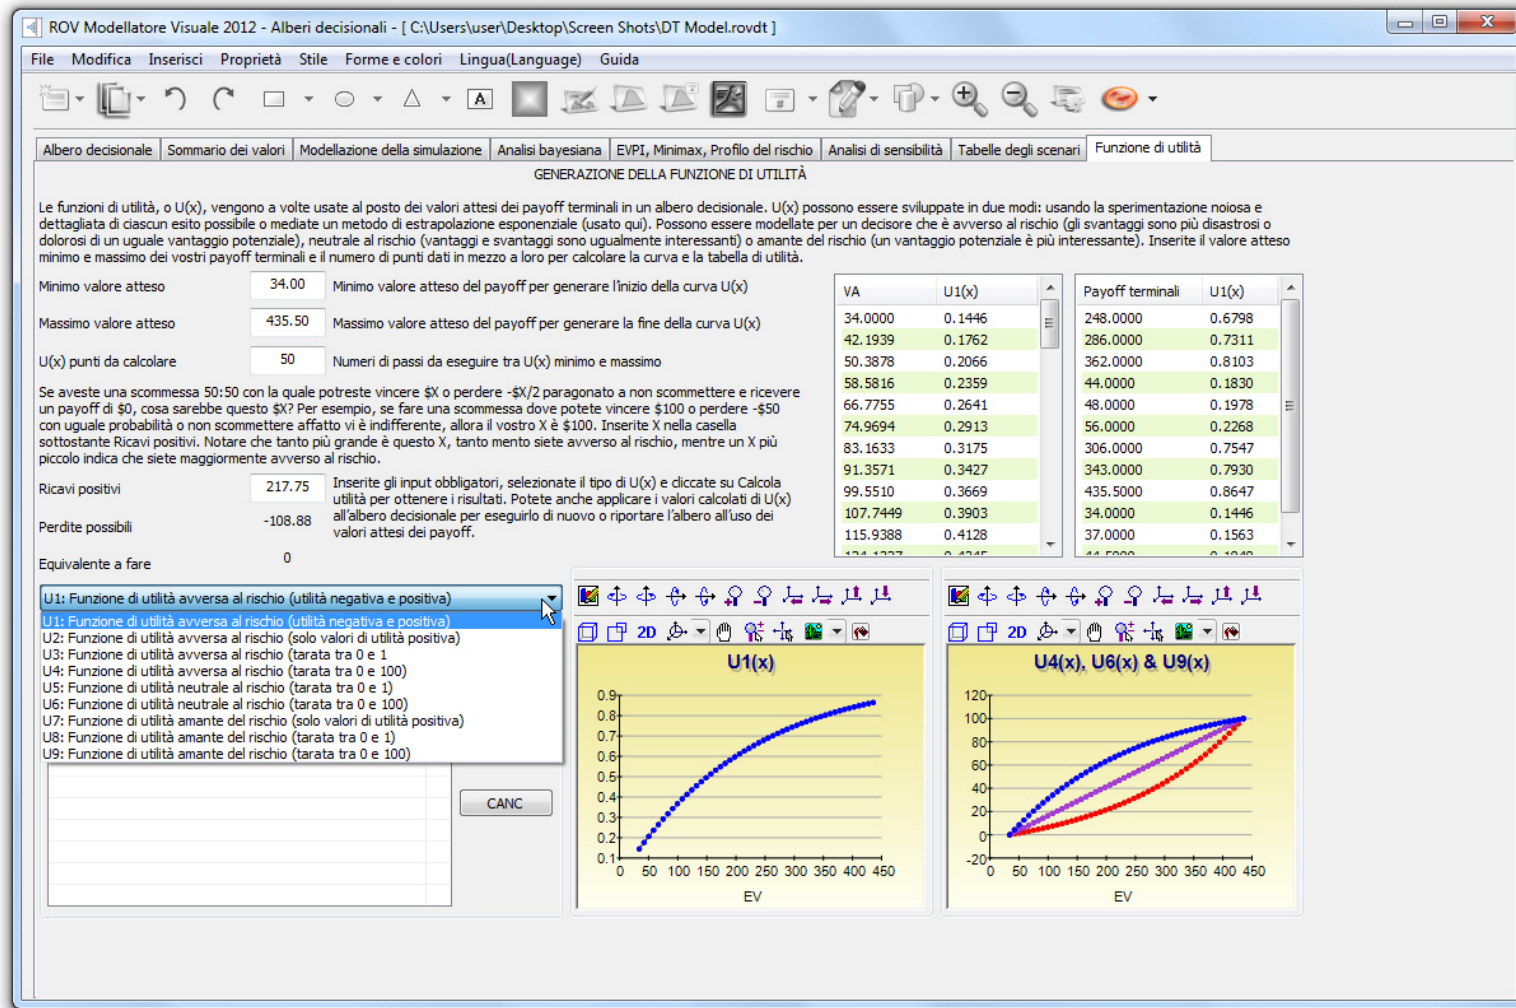 ROV Modellatore Visuale 2012 - Alberi decisionali - [ C:\Users\user\Desktop\Screen Shots\DT Model.rovdt ]
File Modifica Inserisci Proprietà Stile Forme e colori Lingua(Language) Guida
A
#
Albero decisionale Sommario dei valori Modellazione della simulazione Analisi bayesiana EVPI, Minimax, Profilo del rischio Analisi di sensibilità Tabelle degli scenari Funzione di utilità
GENERAZIONE DELLA FUNZIONE DI UTILITÀ
Le funzioni di utilità, o U(x), vengono a volte usate al posto dei valori attesi dei payoff terminali in un albero decisionale. U(x) possono essere sviluppate in due modi: usando la sperimentazione noiosa e
dettagliata di ciascun esito possibile o mediate un metodo di estrapolazione esponenziale (usato qui). Possono essere modellate per un decisore che è avverso al rischio (gli svantaggi sono più disastrosi o
dolorosi di un uguale vantaggio potenziale), neutrale al rischio (vantaggi e svantaggi sono ugualmente interessanti) o amante del rischio (un vantaggio potenziale è più interessante). Inserite il valore atteso
minimo e massimo dei vostri payoff terminali e il numero di punti dati in mezzo a loro per calcolare la curva e la tabella di utilità.
Minimo valore atteso 34.00 Minimo valore atteso del payoff per generare l'inizio della curva U(x)
Massimo valore atteso 435.50 Massimo valore atteso del payoff per generare la fine della curva U(x)
U(x) punti da calcolare 50 Numeri di passi da eseguire tra U(x) minimo e massimo
Se aveste una scommessa 50:50 con la quale potreste vincere $X o perdere -$X/2 paragonato a non scommettere e ricevere
un payoff di $0, cosa sarebbe questo $X? Per esempio, se fare una scommessa dove potete vincere $100 o perdere -$50
con uguale probabilità o non scommettere affatto vi è indifferente, allora il vostro X è $100. Inserite X nella casella
sottostante Ricavi positivi. Notare che tanto più grande è questo X, tanto mento siete avverso al rischio, mentre un X più
piccolo indica che siete maggiormente avverso al rischio.
Ricavi positivi 217.75
Perdite possibili -108.88
Equivalente a fare 0
Inserite gli input obbligatori, selezionate il tipo di U(x) e cliccate su Calcola
utilità per ottenere i risultati. Potete anche applicare i valori calcolati di U(x)
all'albero decisionale per eseguirlo di nuovo o riportare l'albero all'uso dei
valori attesi dei payoff.
VA U1(x)
34.0000 0.1446
42.1939 0.1762
50.3878 0.2066
58.5816 0.2359
66.7755 0.2641
74.9694 0.2913
83.1633 0.3175
91.3571 0.3427
99.5510 0.3669
107.7449 0.3903
115.9388 0.4128
124.1327 0.4345
Payoff terminali U1(x)
248.0000 0.6798
286.0000 0.7311
362.0000 0.8103
44.0000 0.1830
48.0000 0.1978
56.0000 0.2268
306.0000 0.7547
343.0000 0.7930
435.5000 0.8647
34.0000 0.1446
37.0000 0.1563
44.5000 0.1849
U1: Funzione di utilità avversa al rischio (utilità negativa e positiva)
U1: Funzione di utilità avversa al rischio (utilità negativa e positiva)
U2: Funzione di utilità avversa al rischio (solo valori di utilità positiva)
U3: Funzione di utilità avversa al rischio (tarata tra 0 e 1
U4: Funzione di utilità avversa al rischio (tarata tra 0 e 100)
U5: Funzione di utilità neutrale al rischio (tarata tra 0 e 1)
U6: Funzione di utilità neutrale al rischio (tarata tra 0 e 100)
U7: Funzione di utilità amante del rischio (solo valori di utilità positiva)
U8: Funzione di utilità amante del rischio (tarata tra 0 e 1)
U9: Funzione di utilità amante del rischio (tarata tra 0 e 100)
CANC
2D
U1(x)
0.9
0.8
0.7
0.6
0.5
0.4
0.3
0.2
0.1
0 50 100 150 200 250 300 350 400 450
EV
2D
U4(x), U6(x) & U9(x)
120
100
80
60
40
20
0
-20
0 50 100 150 200 250 300 350 400 450
EV